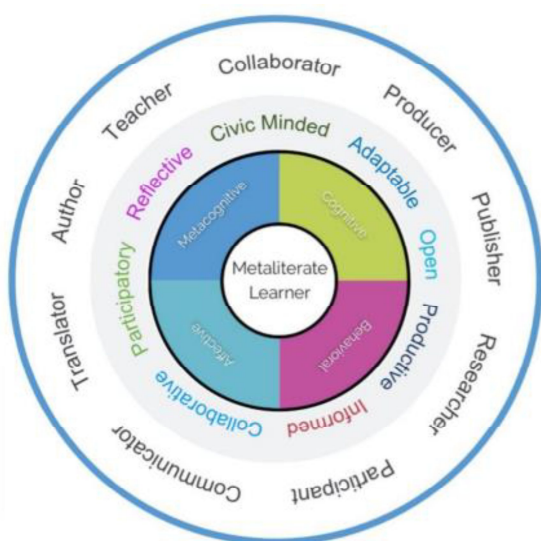 Collaborator
Producer
Publisher
Researcher
Participant
Communicator
Translator
Author
Teacher
Civic Minded
Adaptable
Open
Productive
Informed
Collaborative
Participatory
Reflective
Metacognitive
Cognitive
Behavioral
Affective
Metaliterate
Learner